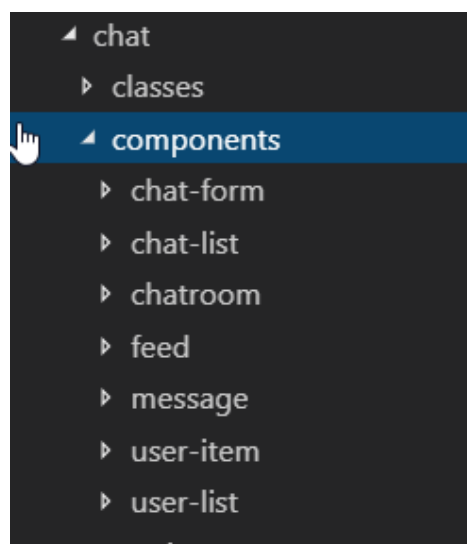 chat
classes
components
chat-form
chat-list
chatroom
feed
message
user-item
user-list